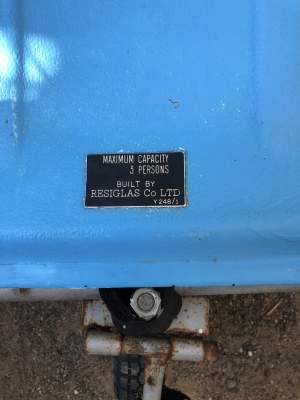 MAXIMUM CAPACITY
3 PERSONS
BUILT BY
RESIGLAS Co LTD
Y248/1